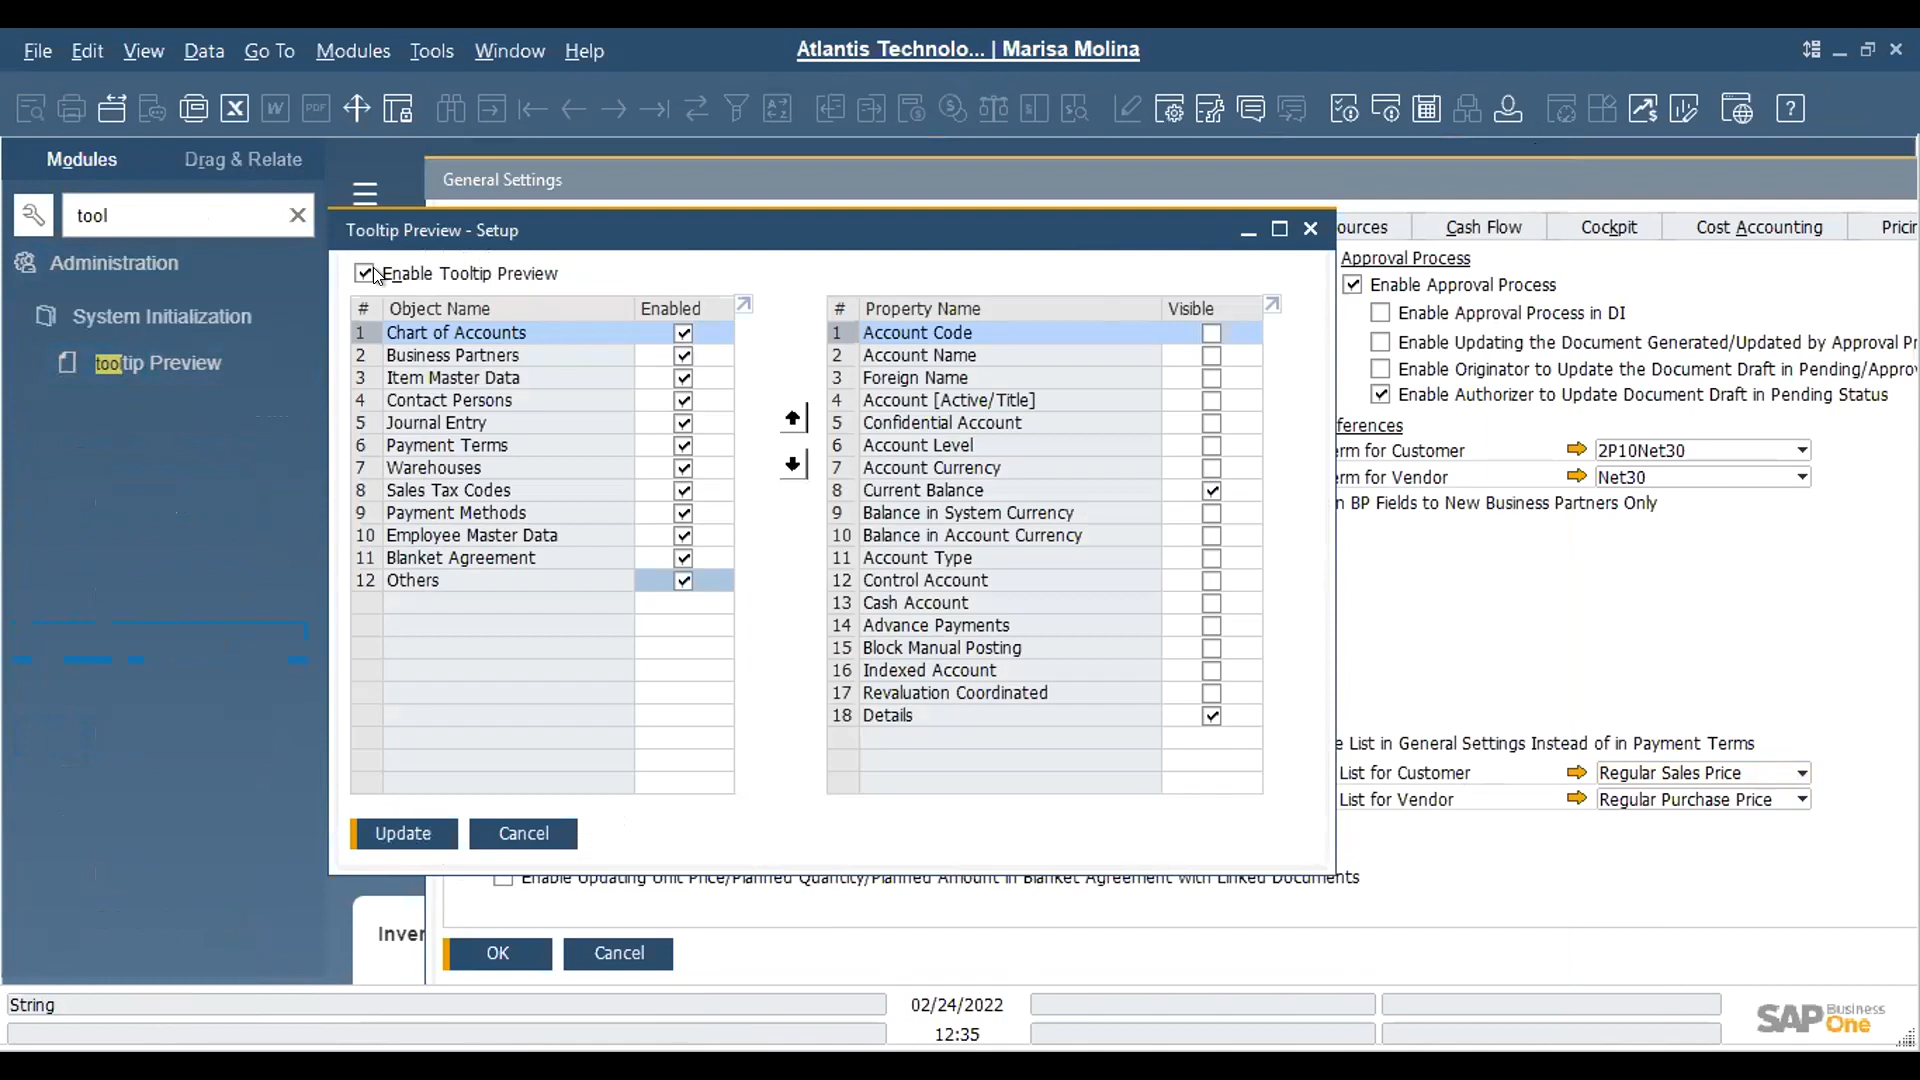 File Edit View Data Go To Modules Tools Window Help
Atlantis Technolo... | Marisa Molina
Modules Drag & Relate
tool
Administration
System Initialization
tooltip Preview
General Settings
Tooltip Preview - Setup
Enable Tooltip Preview
# Object Name Enabled
1 Chart of Accounts
2 Business Partners
3 Item Master Data
4 Contact Persons
5 Journal Entry
6 Payment Terms
7 Warehouses
8 Sales Tax Codes
9 Payment Methods
10 Employee Master Data
11 Blanket Agreement
12 Others
# Property Name Visible
1 Account Code
2 Account Name
3 Foreign Name
4 Account [Active/Title]
5 Confidential Account
6 Account Level
7 Account Currency
8 Current Balance
9 Balance in System Currency
10 Balance in Account Currency
11 Account Type
12 Control Account
13 Cash Account
14 Advance Payments
15 Block Manual Posting
16 Indexed Account
17 Revaluation Coordinated
18 Details
Update Cancel
ources Cash Flow Cockpit Cost Accounting Pricin
Approval Process
Enable Approval Process
Enable Approval Process in DI
Enable Updating the Document Generated/Updated by Approval Pr
Enable Originator to Update the Document Draft in Pending/Approv
Enable Authorizer to Update Document Draft in Pending Status
ferences
erm for Customer 2P10Net30
erm for Vendor Net30
n BP Fields to New Business Partners Only
e List in General Settings Instead of in Payment Terms
List for Customer Regular Sales Price
List for Vendor Regular Purchase Price
Enable Updating Unit Price/Planned Quantity/Planned Amount in Blanket Agreement with Linked Documents
Inver
OK Cancel
String
02/24/2022
12:35
SAP Business One